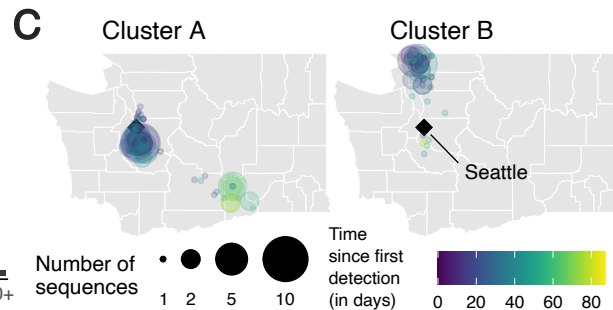 C
Cluster A
Cluster B
Seattle
0+
Number of
sequences
1 2 5 10
Time
since first
detection
(in days)
0 20 40 60 80